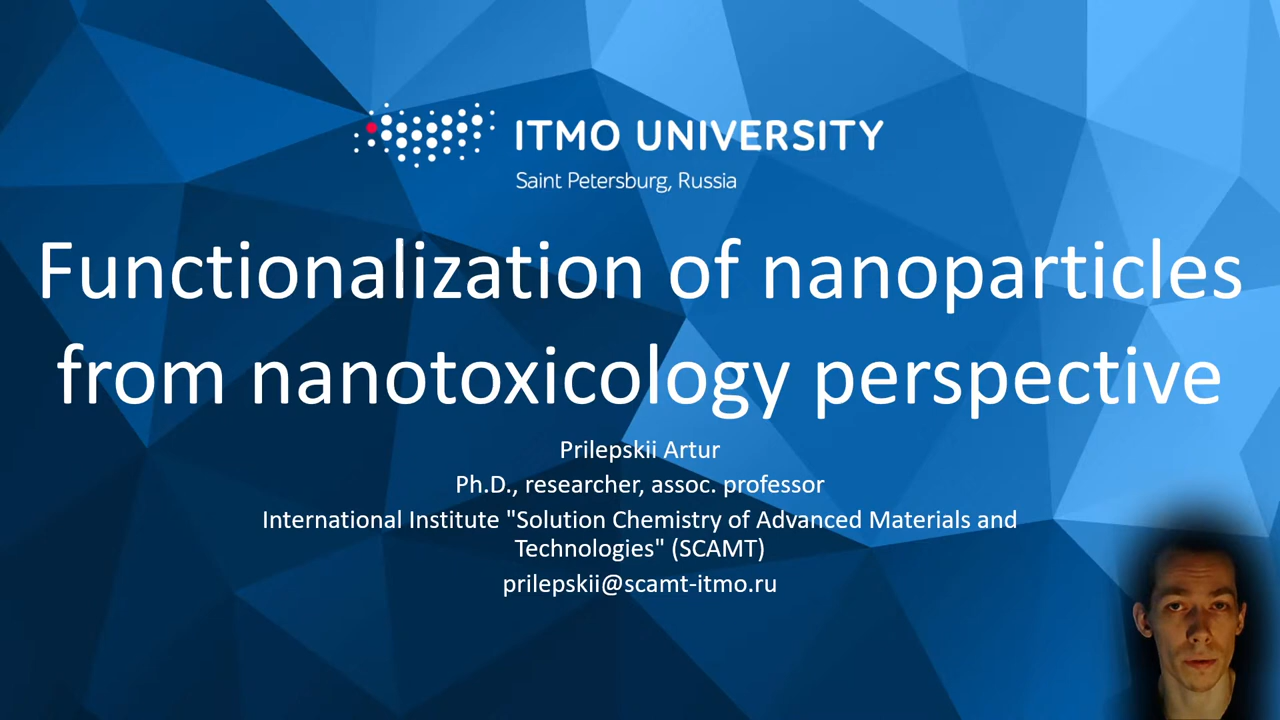 ITMO UNIVERSITY
Saint Petersburg, Russia
Functionalization of nanoparticles
from nanotoxicology perspective
Prilepskii Artur
Ph.D., researcher, assoc. professor
International Institute "Solution Chemistry of Advanced Materials and
Technologies" (SCAMT)
prilepskii@scamt-itmo.ru